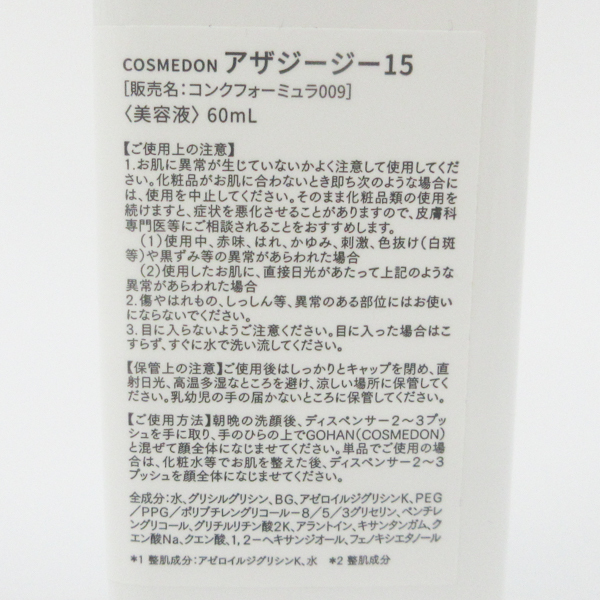 COSMEDON アザジージー15
［販売名：コンクフォーミュラ009］
〈美容液〉 60mL
【ご使用上の注意】
1.お肌に異常が生じていないかよく注意して使用してくだ
さい。化粧品がお肌に合わないとき即ち次のような場合に
は、使用を中止してください。そのまま化粧品類の使用を
続けますと、症状を悪化させることがありますので、皮膚科
専門医等にご相談されることをおすすめします。
（1）使用中、赤味、はれ、かゆみ、刺激、色抜け（白斑
等）や黒ずみ等の異常があらわれた場合
（2）使用したお肌に、直接日光があたって上記のような
異常があらわれた場合
2.傷やはれもの、しっしん等、異常のある部位にはお使い
にならないでください。
3.目に入らないようご注意ください。目に入った場合はこ
すらず、すぐに水で洗い流してください。
【保管上の注意】ご使用後はしっかりとキャップを閉め、直
射日光、高温多湿なところを避け、涼しい場所に保管してく
ださい。乳幼児の手の届かないところに保管してください。
【ご使用方法】朝晩の洗顔後、ディスペンサー2〜3プッ
シュを手に取り、手のひらの上でGOHAN（COSMEDON）
と混ぜて顔全体になじませてください。単品でご使用の場
合は、化粧水等でお肌を整えた後、ディスペンサー2〜3
プッシュを顔全体になじませてください。
全成分：水、グリシルグリシン、BG、アゼロイルジグリシンK、PEG
／PPG／ポリブチレングリコール－8／5／3グリセリン、ペンチレ
ングリコール、グリチルリチン酸2K、アラントイン、キサンタンガム、ク
エン酸Na、クエン酸、1,2－ヘキサンジオール、フェノキシエタノール
*1 整肌成分：アゼロイルジグリシンK、水　*2 整肌成分